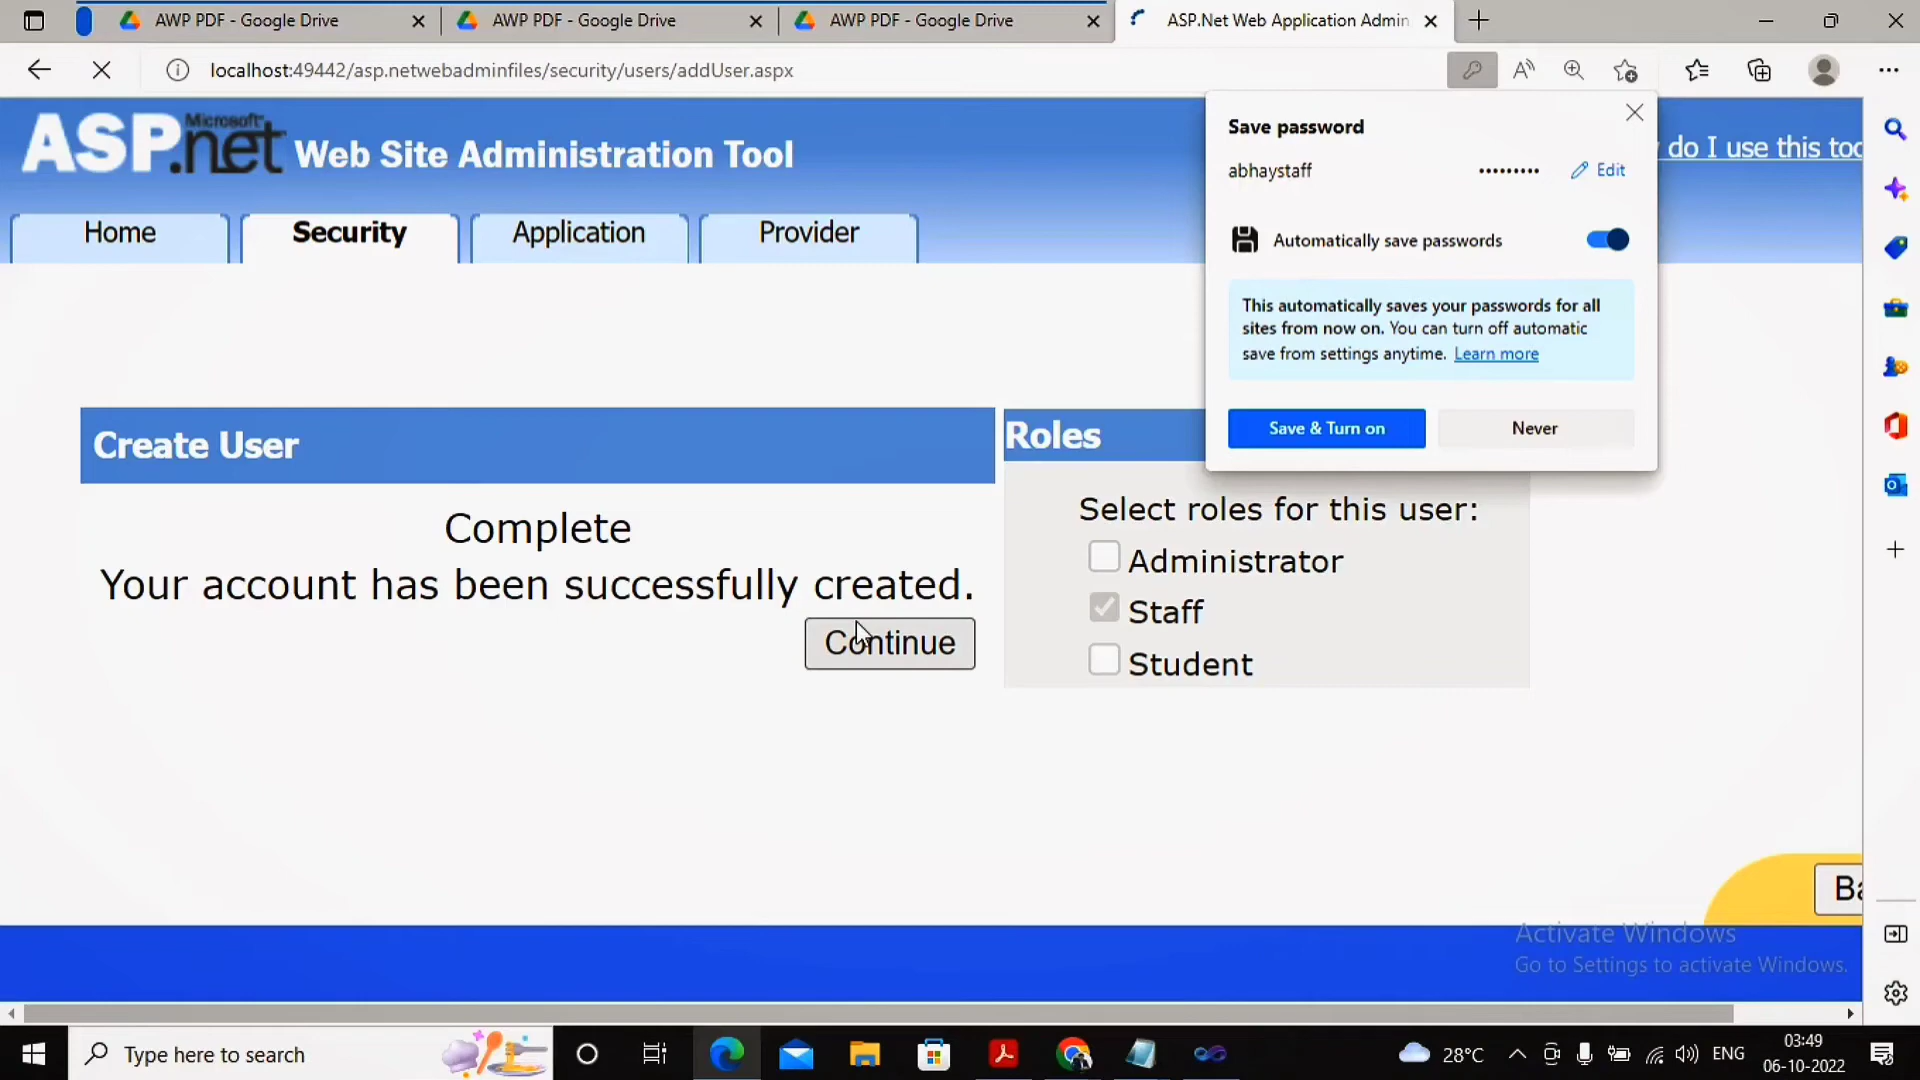 AWP PDF - Google Drive
AWP PDF - Google Drive
AWP PDF - Google Drive
ASP.Net Web Application Admin
localhost:49442/asp.netwebadminfiles/security/users/addUser.aspx
Microsoft
ASP.net Web Site Administration Tool
do I use this too
Home
Security
Application
Provider
Save password
abhaystaff
•••••••••
Edit
Automatically save passwords
This automatically saves your passwords for all
sites from now on. You can turn off automatic
save from settings anytime. Learn more
Save & Turn on
Never
Create User
Complete
Your account has been successfully created.
Continue
Roles
Select roles for this user:
Administrator
Staff
Student
Ba
Activate Windows
Go to Settings to activate Windows.
Type here to search
28°C
ENG
03:49
06-10-2022